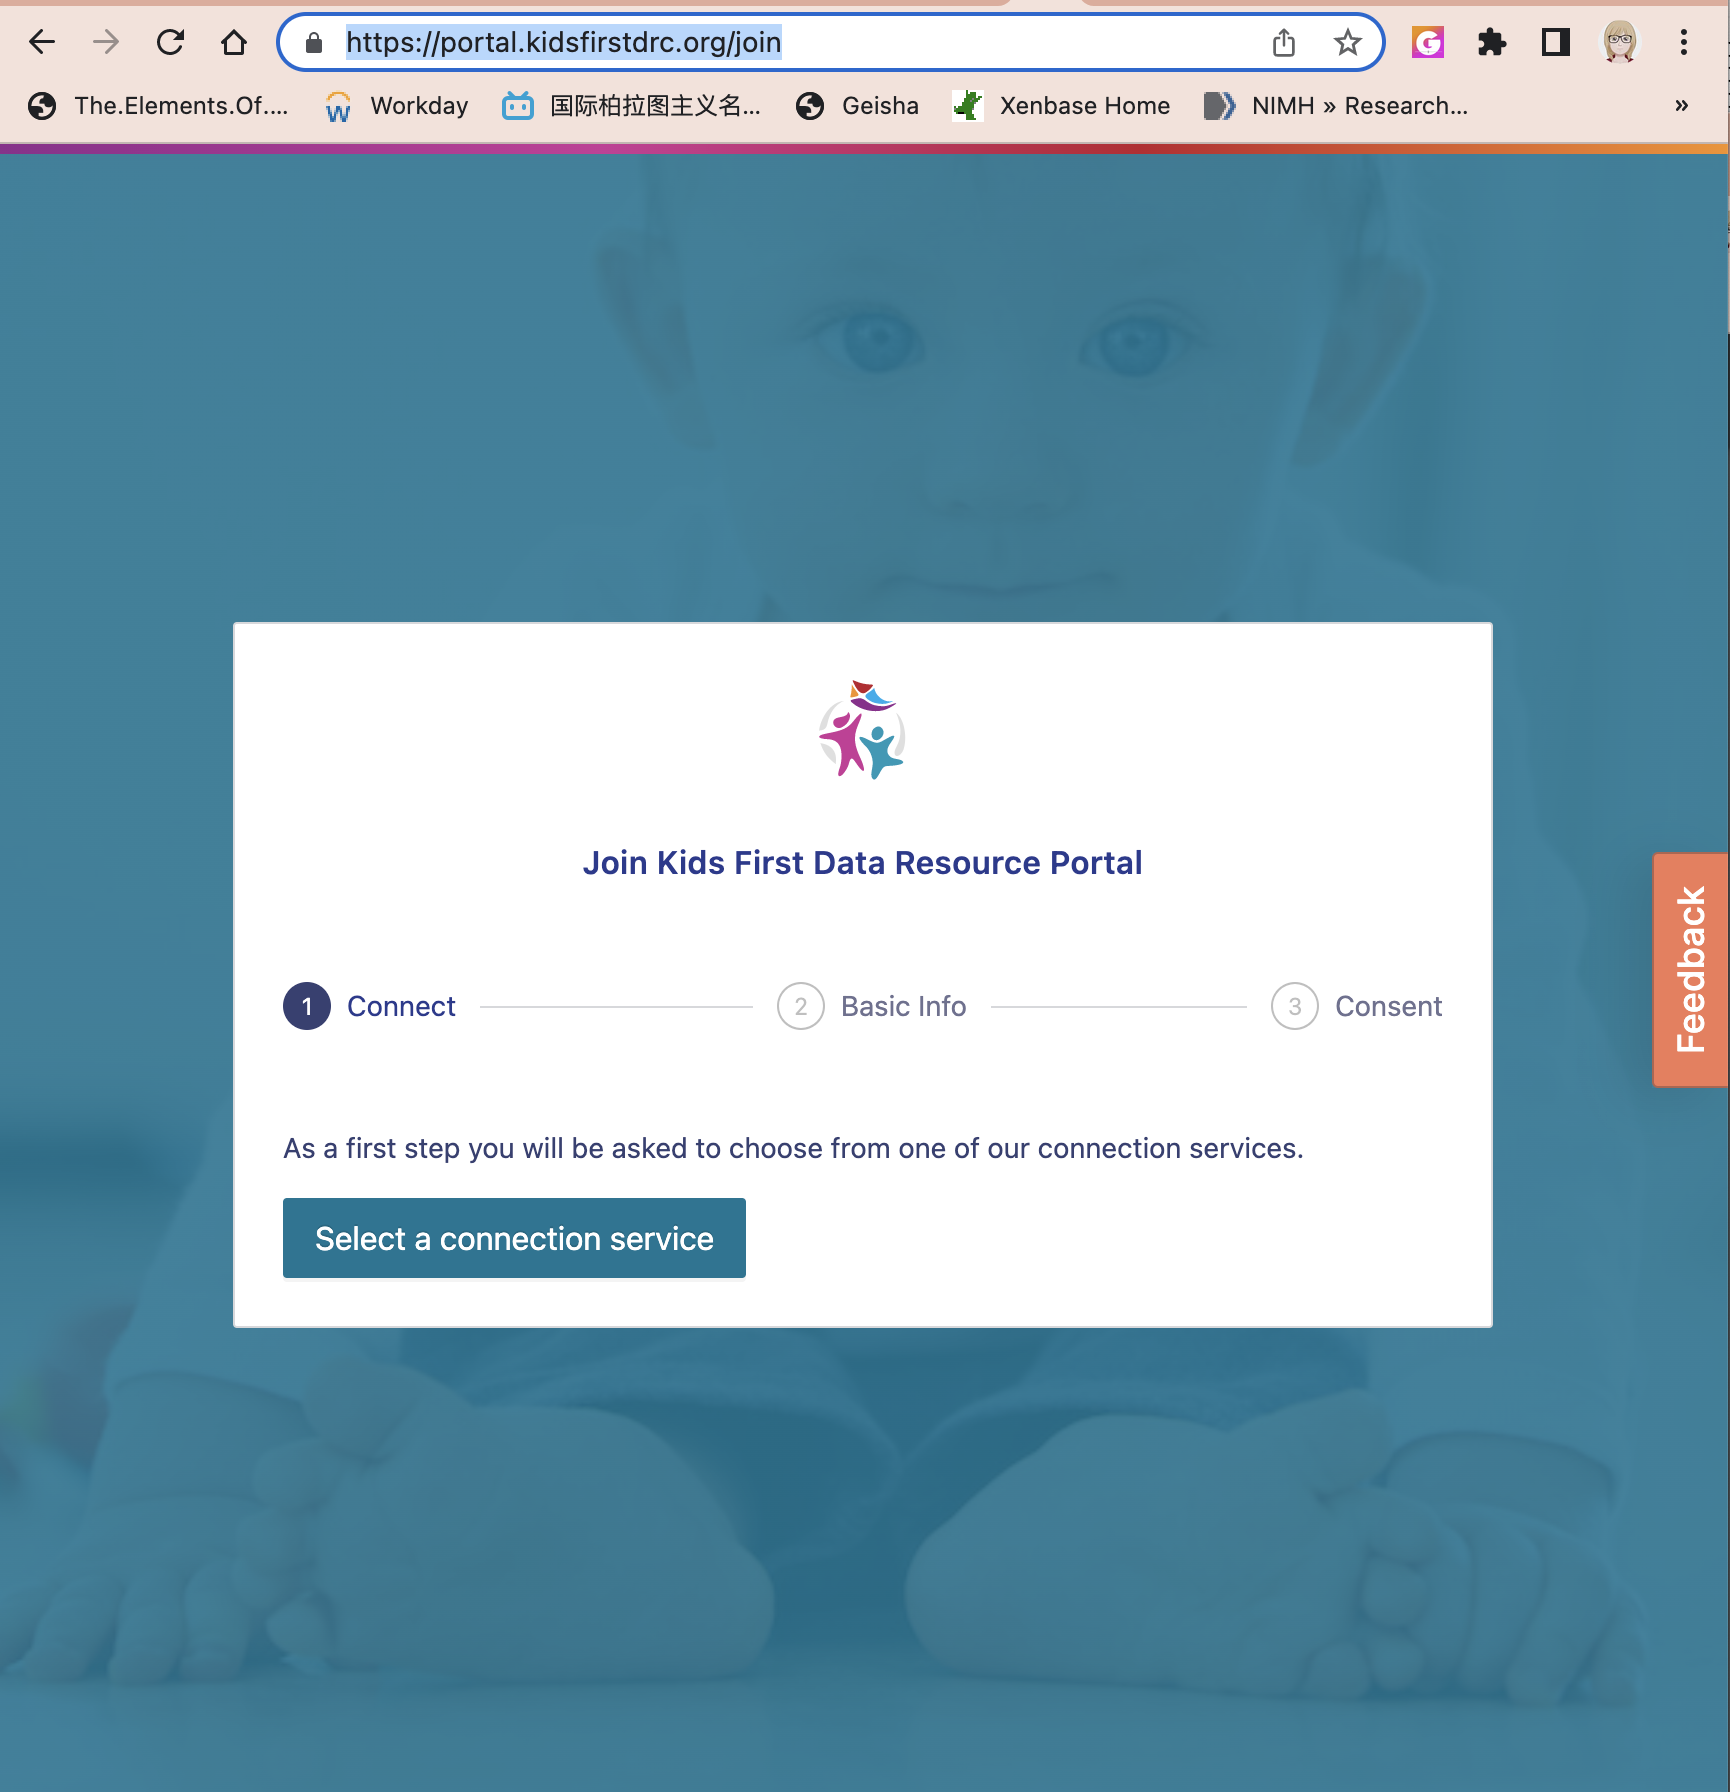 https://portal.kidsfirstdrc.org/join
The.Elements.Of.... Workday 国际柏拉图主义名... Geisha Xenbase Home NIMH » Research... »
Join Kids First Data Resource Portal
1 Connect 2 Basic Info 3 Consent
As a first step you will be asked to choose from one of our connection services.
Select a connection service
Feedback